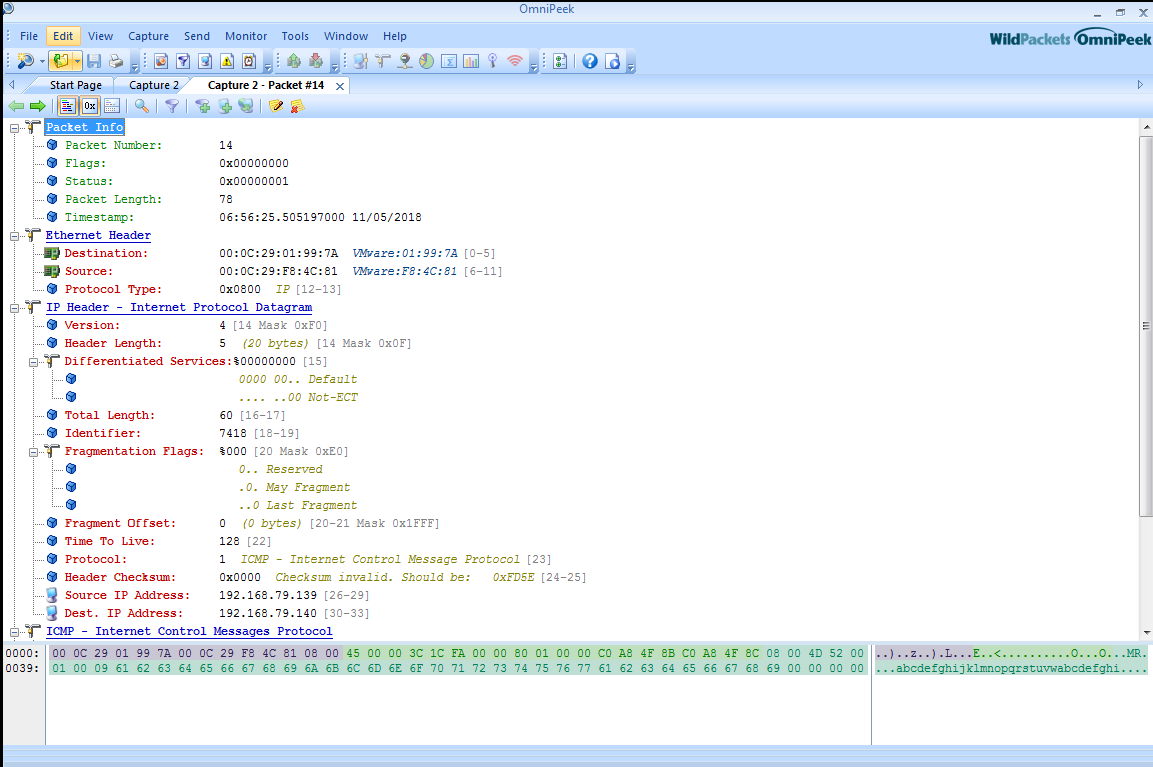 OmniPeek
File Edit View Capture Send Monitor Tools Window Help
WildPackets OmniPeek
Start Page Capture 2 Capture 2 - Packet #14
0x
Packet Info
Packet Number: 14
Flags: 0x00000000
Status: 0x00000001
Packet Length: 78
Timestamp: 06:56:25.505197000 11/05/2018
Ethernet Header
Destination: 00:0C:29:01:99:7A VMware:01:99:7A [0-5]
Source: 00:0C:29:F8:4C:81 VMware:F8:4C:81 [6-11]
Protocol Type: 0x0800 IP [12-13]
IP Header - Internet Protocol Datagram
Version: 4 [14 Mask 0xF0]
Header Length: 5 (20 bytes) [14 Mask 0x0F]
Differentiated Services:%00000000 [15]
0000 00.. Default
.... ..00 Not-ECT
Total Length: 60 [16-17]
Identifier: 7418 [18-19]
Fragmentation Flags: %000 [20 Mask 0xE0]
0.. Reserved
.0. May Fragment
..0 Last Fragment
Fragment Offset: 0 (0 bytes) [20-21 Mask 0x1FFF]
Time To Live: 128 [22]
Protocol: 1 ICMP - Internet Control Message Protocol [23]
Header Checksum: 0x0000 Checksum invalid. Should be: 0xFD5E [24-25]
Source IP Address: 192.168.79.139 [26-29]
Dest. IP Address: 192.168.79.140 [30-33]
ICMP - Internet Control Messages Protocol
0000: 00 0C 29 01 99 7A 00 0C 29 F8 4C 81 08 00 45 00 00 3C 1C FA 00 00 80 01 00 00 C0 A8 4F 8B C0 A8 4F 8C 08 00 4D 52 00 ..)..z..).L...E..<..........O...O...MR.
0039: 01 00 09 61 62 63 64 65 66 67 68 69 6A 6B 6C 6D 6E 6F 70 71 72 73 74 75 76 77 61 62 63 64 65 66 67 68 69 00 00 00 00 ...abcdefghijklmnopqrstuvwabcdefghi....